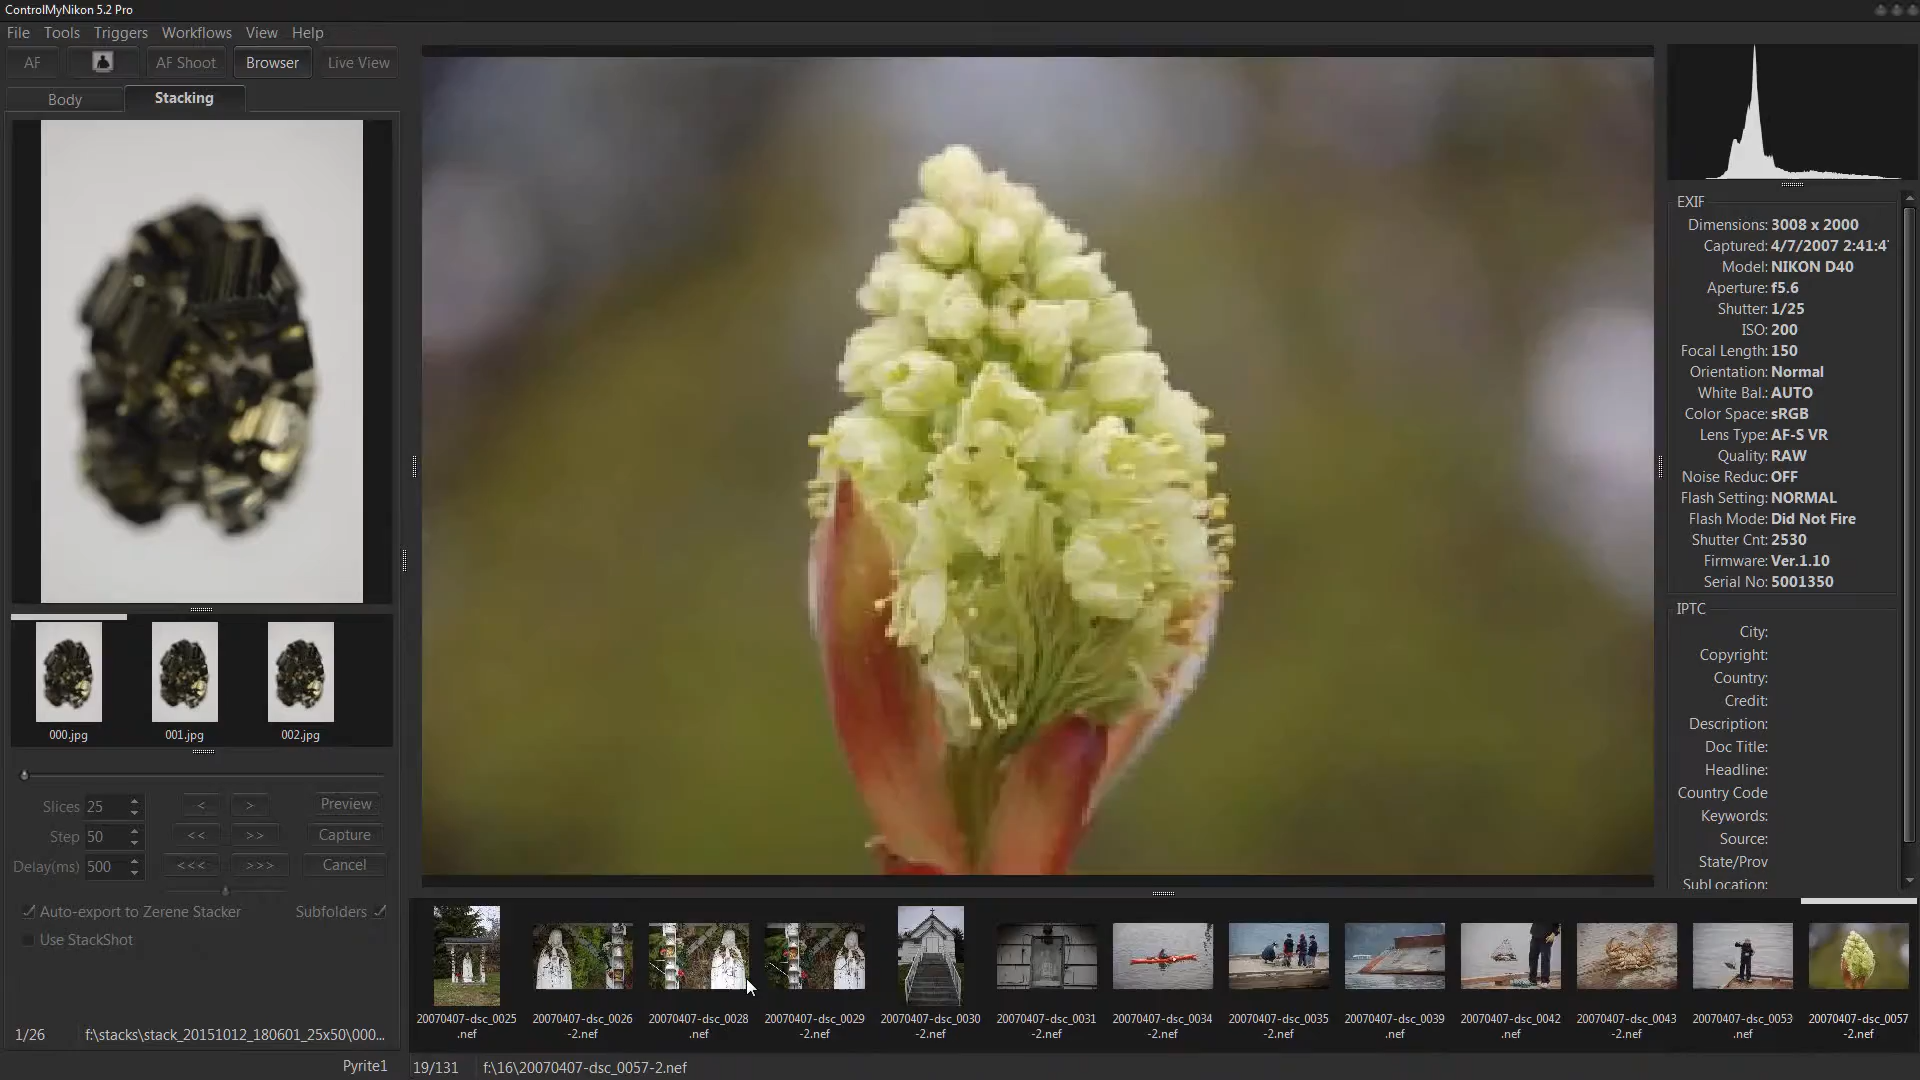 ControlMyNikon 5.2 Pro
File Tools Triggers Workflows View Help
AF AF Shoot Browser Live View
Body Stacking
000.jpg 001.jpg 002.jpg
Slices 25 < > Preview
Step 50 << >> Capture
Delay(ms) 500 <<< >>> Cancel
Auto-export to Zerene Stacker Subfolders
Use StackShot
1/26 f:\stacks\stack_20151012_180601_25x50\000...
Pyrite1
EXIF
Dimensions: 3008 x 2000
Captured: 4/7/2007 2:41:4
Model: NIKON D40
Aperture: f5.6
Shutter: 1/25
ISO: 200
Focal Length: 150
Orientation: Normal
White Bal.: AUTO
Color Space: sRGB
Lens Type: AF-S VR
Quality: RAW
Noise Reduc: OFF
Flash Setting: NORMAL
Flash Mode: Did Not Fire
Shutter Cnt: 2530
Firmware: Ver.1.10
Serial No: 5001350
IPTC
City:
Copyright:
Country:
Credit:
Description:
Doc Title:
Headline:
Country Code
Keywords:
Source:
State/Prov
SubLocation:
20070407-dsc_0025 20070407-dsc_0026 20070407-dsc_0028 20070407-dsc_0029 20070407-dsc_0030 20070407-dsc_0031 20070407-dsc_0034 20070407-dsc_0035 20070407-dsc_0039 20070407-dsc_0042 20070407-dsc_0043 20070407-dsc_0053 20070407-dsc_0057
.nef -2.nef .nef -2.nef -2.nef -2.nef -2.nef -2.nef .nef .nef -2.nef .nef -2.nef
19/131 f:\16\20070407-dsc_0057-2.nef